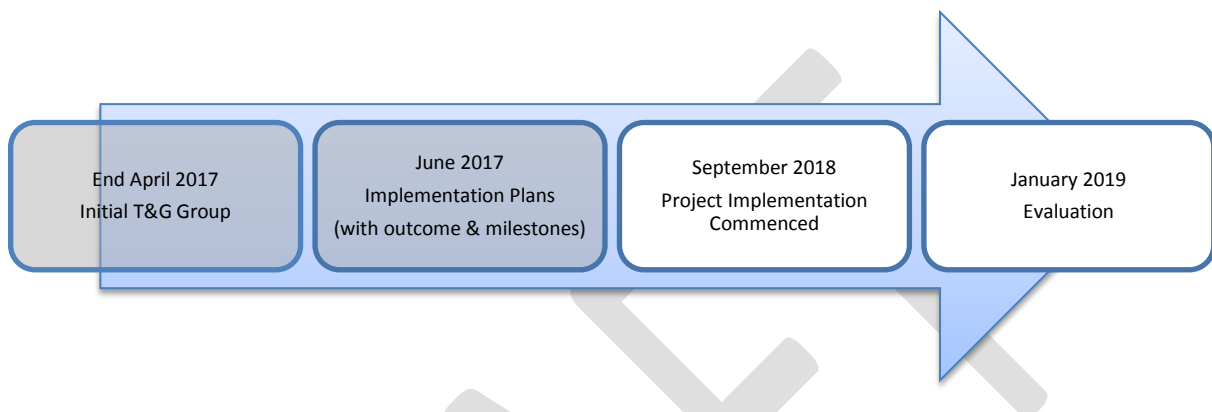 End April 2017
Initial T&G Group
June 2017
Implementation Plans
(with outcome & milestones)
September 2018
Project Implementation
Commenced
January 2019
Evaluation